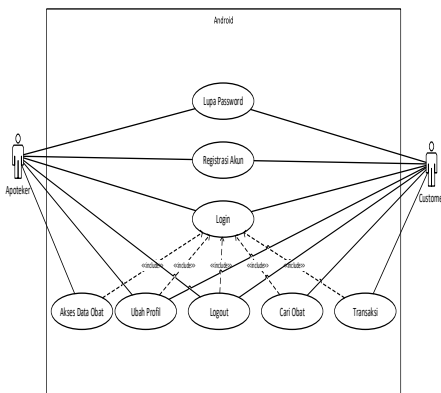 Android
Lupa Password
Registrasi Akun
Apoteker
Custome
Login
<<include>>
<<include>>
<<include>>
<<include>>
<<include>>
Akses Data Obat
Ubah Profil
Logout
Cari Obat
Transaksi